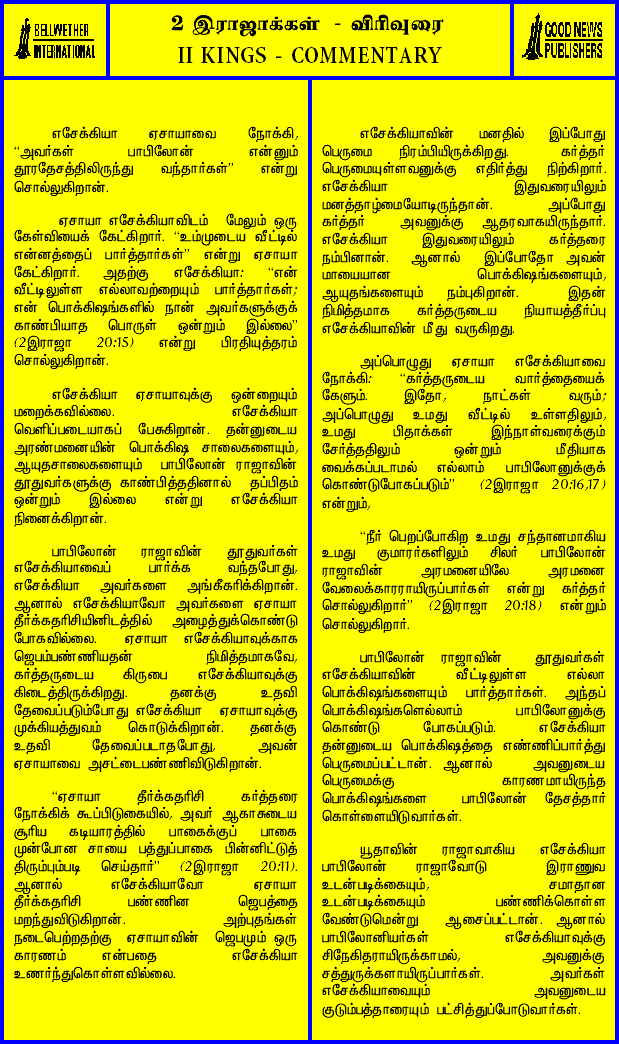 BELLWETHER
INTERNATIONAL
2 இராஜாக்கள் - விரிவுரை
II KINGS - COMMENTARY
GOOD NEWS
PUBLISHERS
எசேக்கியா ஏசாயாவை நோக்கி,
“அவர்கள் பாபிலோன் என்னும்
தூரதேசத்திலிருந்து வந்தார்கள்” என்று
சொல்லுகிறான்.
ஏசாயா எசேக்கியாவிடம் மேலும் ஒரு
கேள்வியைக் கேட்கிறார். “உம்முடைய வீட்டில்
என்னத்தைப் பார்த்தார்கள்” என்று ஏசாயா
கேட்கிறார். அதற்கு எசேக்கியா: “என்
வீட்டிலுள்ள எல்லாவற்றையும் பார்த்தார்கள்;
என் பொக்கிஷங்களில் நான் அவர்களுக்குக்
காண்பியாத பொருள் ஒன்றும் இல்லை”
(2இராஜா 20:15) என்று பிரதியுத்தரம்
சொல்லுகிறான்.
எசேக்கியா ஏசாயாவுக்கு ஒன்றையும்
மறைக்கவில்லை. எசேக்கியா
வெளிப்படையாகப் பேசுகிறான். தன்னுடைய
அரண்மனையின் பொக்கிஷ சாலைகளையும்,
ஆயுதசாலைகளையும் பாபிலோன் ராஜாவின்
தூதுவர்களுக்கு காண்பித்ததினால் தப்பிதம்
ஒன்றும் இல்லை என்று எசேக்கியா
நினைக்கிறான்.
பாபிலோன் ராஜாவின் தூதுவர்கள்
எசேக்கியாவைப் பார்க்க வந்தபோது,
எசேக்கியா அவர்களை அங்கீகரிக்கிறான்.
ஆனால் எசேக்கியாவோ அவர்களை ஏசாயா
தீர்க்கதரிசியினிடத்தில் அழைத்துக்கொண்டு
போகவில்லை. ஏசாயா எசேக்கியாவுக்காக
ஜெபம்பண்ணியதன் நிமித்தமாகவே,
கர்த்தருடைய கிருபை எசேக்கியாவுக்கு
கிடைத்திருக்கிறது. தனக்கு உதவி
தேவைப்படும்போது எசேக்கியா ஏசாயாவுக்கு
முக்கியத்துவம் கொடுக்கிறான். தனக்கு
உதவி தேவைப்படாதபோது, அவன்
ஏசாயாவை அசட்டைபண்ணிவிடுகிறான்.
“ஏசாயா தீர்க்கதரிசி கர்த்தரை
நோக்கிக் கூப்பிடுகையில், அவர் ஆகாசுடைய
சூரிய கடியாரத்தில் பாகைக்குப் பாகை
முன்போன சாயை பத்துப்பாகை பின்னிட்டுத்
திரும்பும்படி செய்தார்” (2இராஜா 20:11).
ஆனால் எசேக்கியாவோ ஏசாயா
தீர்க்கதரிசி பண்ணின ஜெபத்தை
மறந்துவிடுகிறான். அற்புதங்கள்
நடைபெற்றதற்கு ஏசாயாவின் ஜெபமும் ஒரு
காரணம் என்பதை எசேக்கியா
உணர்ந்துகொள்ளவில்லை.
எசேக்கியாவின் மனதில் இப்போது
பெருமை நிரம்பியிருக்கிறது. கர்த்தர்
பெருமையுள்ளவனுக்கு எதிர்த்து நிற்கிறார்.
எசேக்கியா இதுவரையிலும்
மனத்தாழ்மையோடிருந்தான். அப்போது
கர்த்தர் அவனுக்கு ஆதரவாகயிருந்தார்.
எசேக்கியா இதுவரையிலும் கர்த்தரை
நம்பினான். ஆனால் இப்போதோ அவன்
மாயையான பொக்கிஷங்களையும்,
ஆயுதங்களையும் நம்புகிறான். இதன்
நிமித்தமாக கர்த்தருடைய நியாயத்தீர்ப்பு
எசேக்கியாவின் மீது வருகிறது.
அப்பொழுது ஏசாயா எசேக்கியாவை
நோக்கி: “கர்த்தருடைய வார்த்தையைக்
கேளும். இதோ, நாட்கள் வரும்;
அப்பொழுது உமது வீட்டில் உள்ளதிலும்,
உமது பிதாக்கள் இந்நாள்வரைக்கும்
சேர்த்ததிலும் ஒன்றும் மீதியாக
வைக்கப்படாமல் எல்லாம் பாபிலோனுக்குக்
கொண்டுபோகப்படும்” (2இராஜா 20:16,17)
என்றும்,
“நீர் பெறப்போகிற உமது சந்தானமாகிய
உமது குமாரர்களிலும் சிலர் பாபிலோன்
ராஜாவின் அரமனையிலே அரமனை
வேலைக்காரராயிருப்பார்கள் என்று கர்த்தர்
சொல்லுகிறார்” (2இராஜா 20:18) என்றும்
சொல்லுகிறார்.
பாபிலோன் ராஜாவின் தூதுவர்கள்
எசேக்கியாவின் வீட்டிலுள்ள எல்லா
பொக்கிஷங்களையும் பார்த்தார்கள். அந்தப்
பொக்கிஷங்களெல்லாம் பாபிலோனுக்கு
கொண்டு போகப்படும். எசேக்கியா
தன்னுடைய பொக்கிஷத்தை எண்ணிப்பார்த்து
பெருமைப்பட்டான். ஆனால் அவனுடைய
பெருமைக்கு காரணமாயிருந்த
பொக்கிஷங்களை பாபிலோன் தேசத்தார்
கொள்ளையிடுவார்கள்.
யூதாவின் ராஜாவாகிய எசேக்கியா
பாபிலோன் ராஜாவோடு இராணுவ
உடன்படிக்கையும், சமாதான
உடன்படிக்கையும் பண்ணிக்கொள்ள
வேண்டுமென்று ஆசைப்பட்டான். ஆனால்
பாபிலோனியர்கள் எசேக்கியாவுக்கு
சிநேகிதராயிருக்காமல், அவனுக்கு
சத்துருக்களாயிருப்பார்கள். அவர்கள்
எசேக்கியாவையும் அவனுடைய
குடும்பத்தாரையும் பட்சித்துப்போடுவார்கள்.